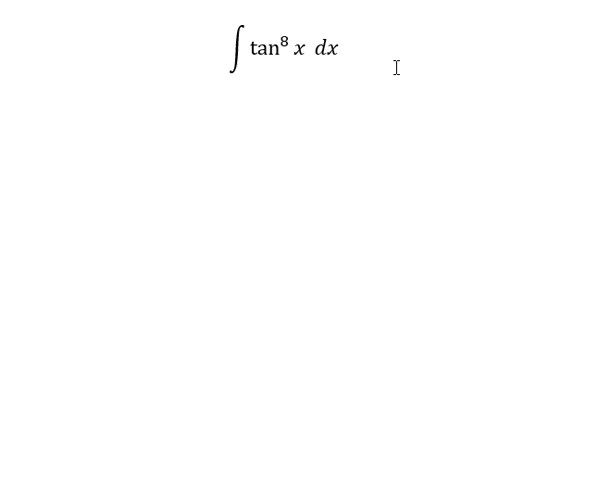 ∫ tan⁸ x dx